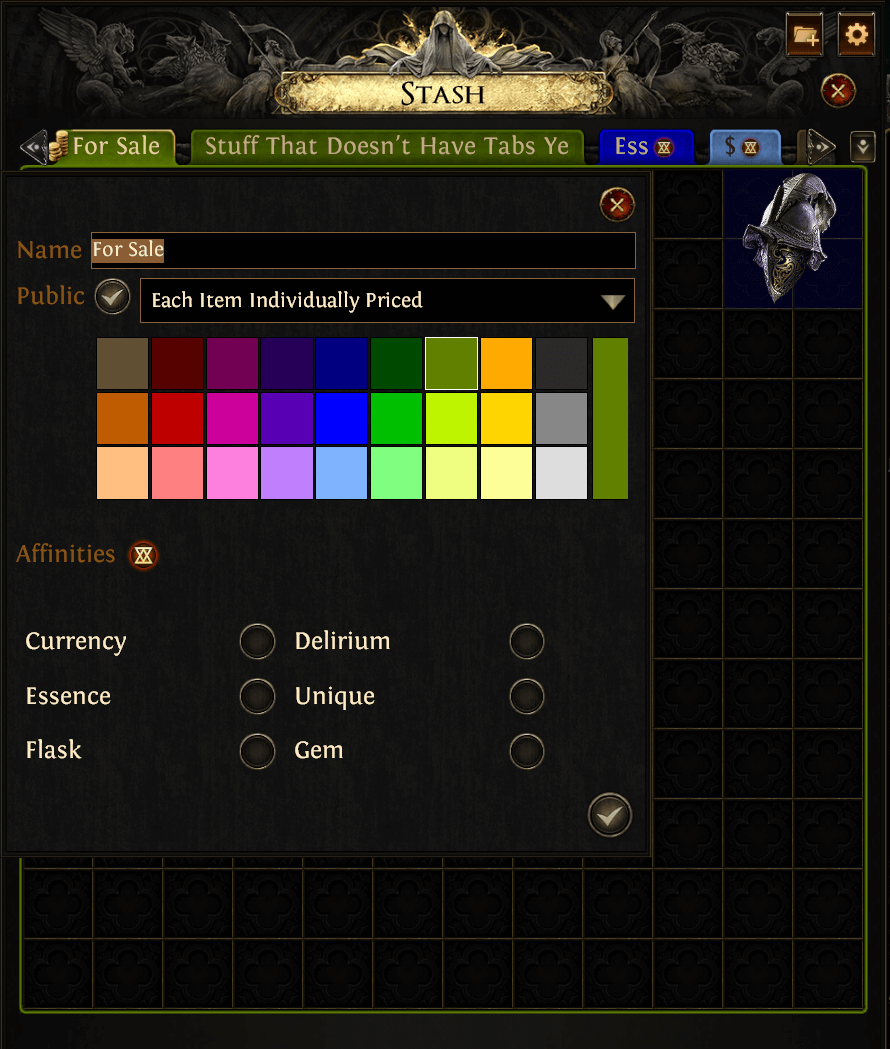 Stash
For Sale
Stuff That Doesn't Have Tabs Ye
Ess
$
Name For Sale
Public Each Item Individually Priced
Affinities
Currency Delirium
Essence Unique
Flask Gem